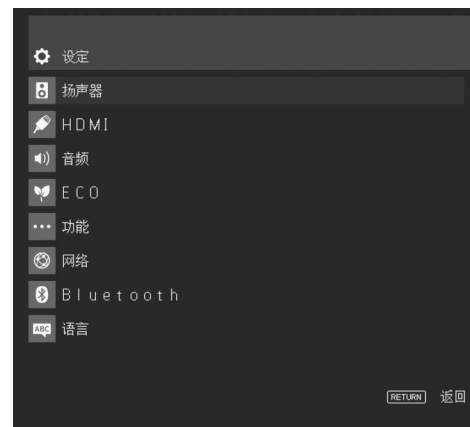 设定
扬声器
HDMI
音频
ECO
功能
网络
Bluetooth
ABC 语言
RETURN 返回